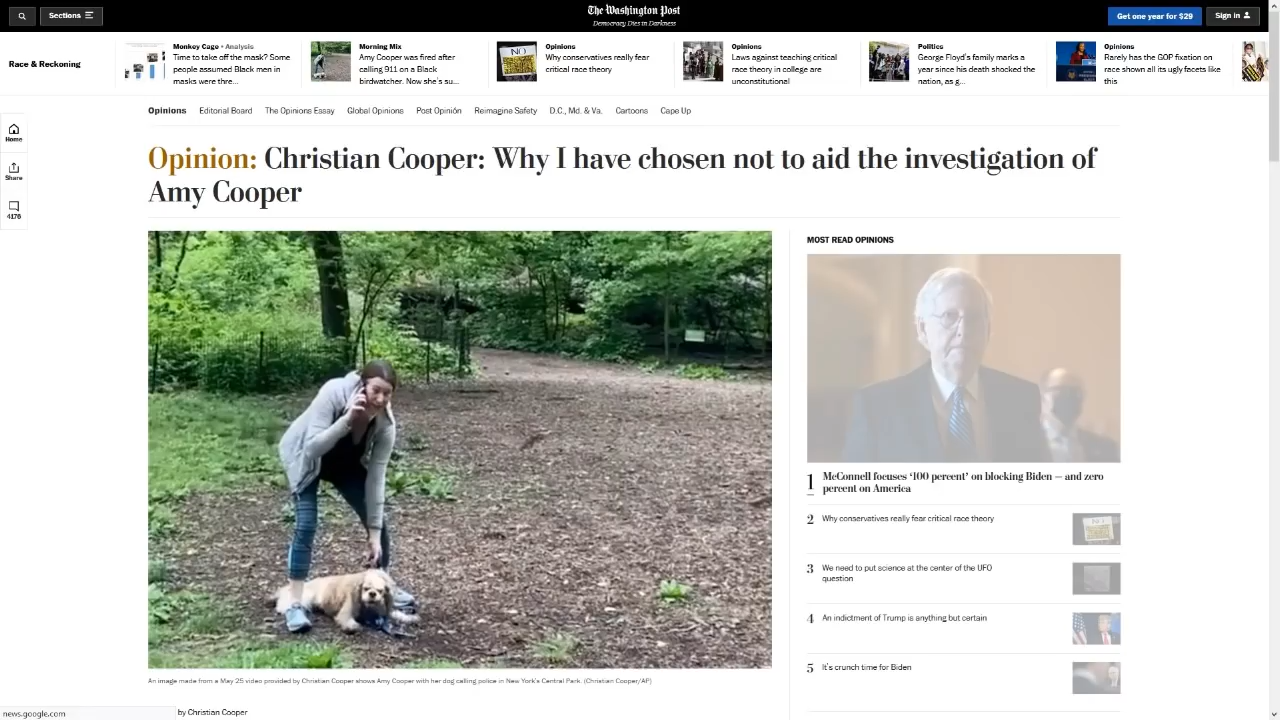 Sections
The Washington Post
Democracy Dies in Darkness
Get one year for $29
Sign in
Race & Reckoning
Monkey Cage • Analysis
Time to take off the mask? Some
people assumed Black men in
masks were thre...
Morning Mix
Amy Cooper was fired after
calling 911 on a Black
birdwatcher. Now she's su...
Opinions
Why conservatives really fear
critical race theory
Opinions
Laws against teaching critical
race theory in college are
unconstitutional
Politics
George Floyd's family marks a
year since his death shocked the
nation, as g...
Opinions
Rarely has the GOP fixation on
race shown all its ugly facets like
this
Opinions Editorial Board The Opinions Essay Global Opinions Post Opinión Reimagine Safety D.C., Md. & Va. Cartoons Cape Up
Home
Share
4176
Opinion: Christian Cooper: Why I have chosen not to aid the investigation of
Amy Cooper
An image made from a May 25 video provided by Christian Cooper shows Amy Cooper with her dog calling police in New York's Central Park. (Christian Cooper/AP)
by Christian Cooper
MOST READ OPINIONS
1 McConnell focuses ‘100 percent’ on blocking Biden — and zero
percent on America
2 Why conservatives really fear critical race theory
3 We need to put science at the center of the UFO
question
4 An indictment of Trump is anything but certain
5 It's crunch time for Biden
news.google.com